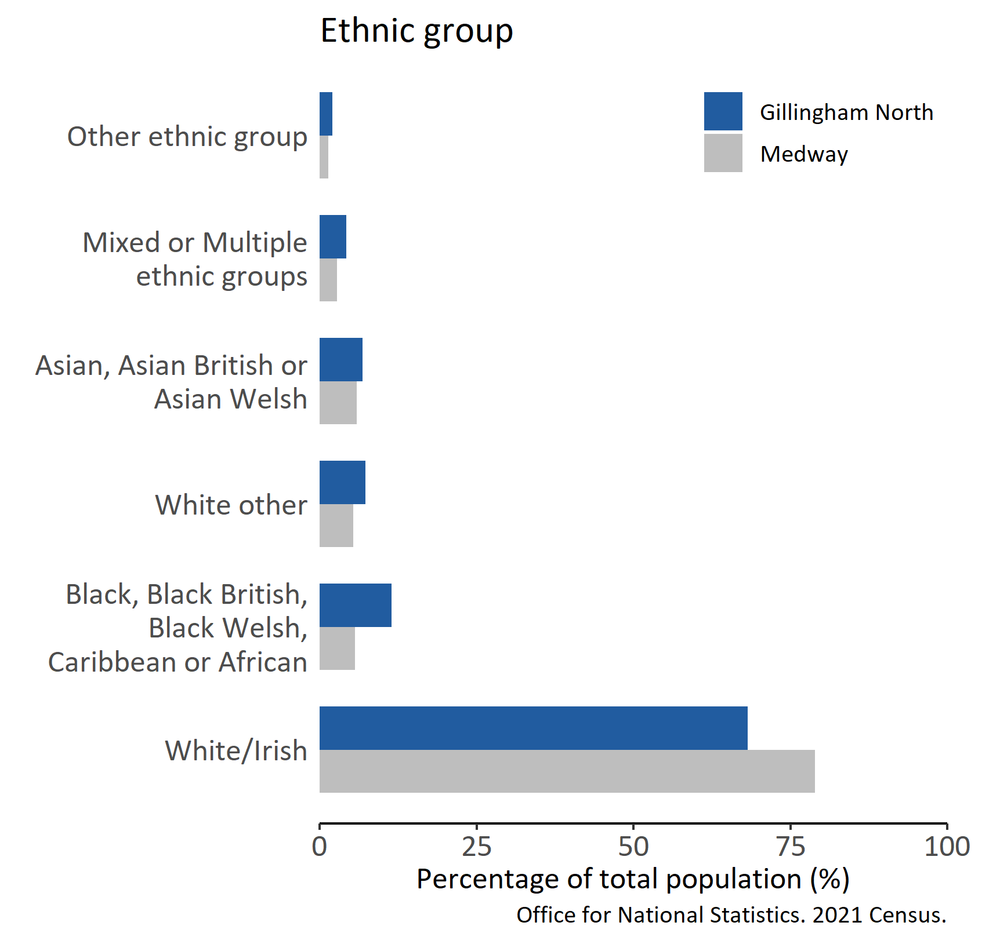 Ethnic group
Gillingham North
Medway
Other ethnic group
Mixed or Multiple
ethnic groups
Asian, Asian British or
Asian Welsh
White other
Black, Black British,
Black Welsh,
Caribbean or African
White/Irish
0 25 50 75 100
Percentage of total population (%)
Office for National Statistics. 2021 Census.